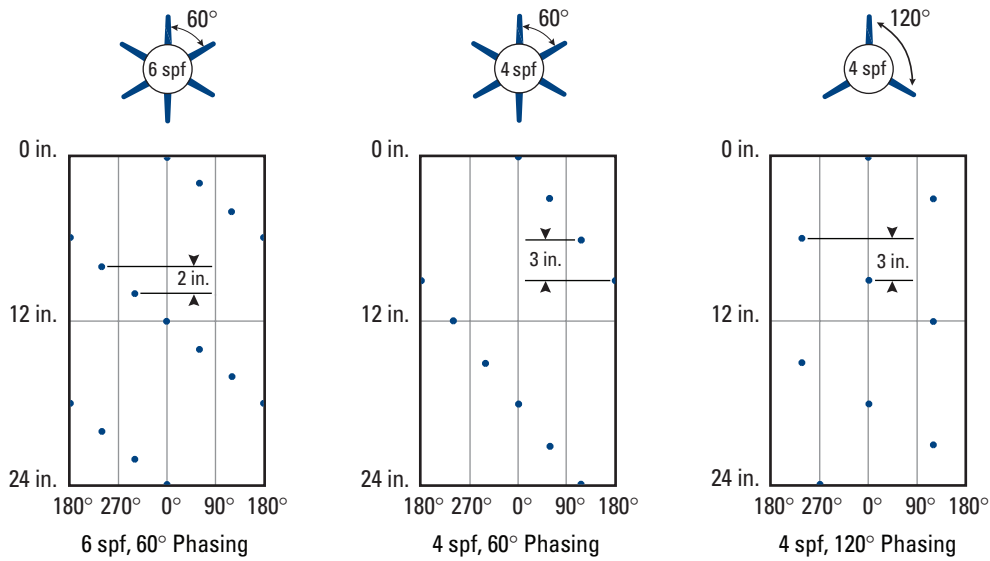 60°
6 spf
60°
4 spf
120°
4 spf
0 in.
2 in.
12 in.
24 in.
180° 270° 0° 90° 180°
6 spf, 60° Phasing
0 in.
3 in.
12 in.
24 in.
180° 270° 0° 90° 180°
4 spf, 60° Phasing
0 in.
3 in.
12 in.
24 in.
180° 270° 0° 90° 180°
4 spf, 120° Phasing